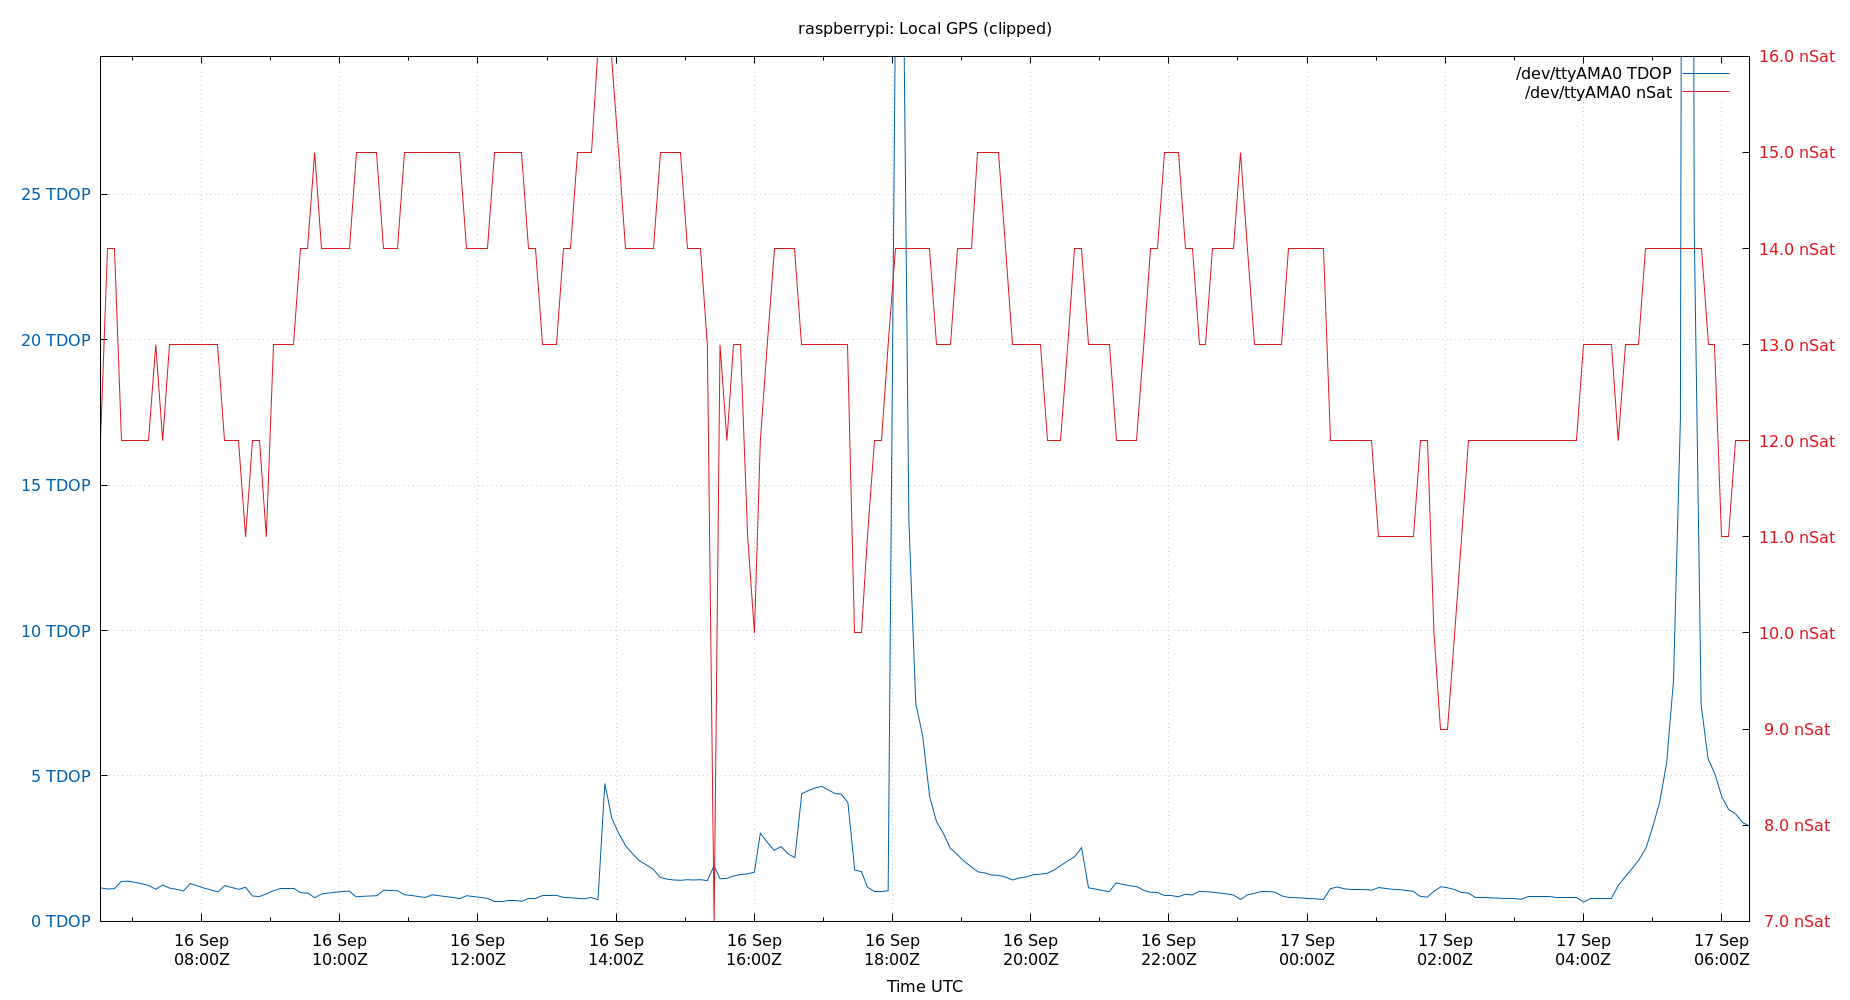 raspberrypi: Local GPS (clipped)
/dev/ttyAMA0 TDOP
/dev/ttyAMA0 nSat
25 TDOP
20 TDOP
15 TDOP
10 TDOP
5 TDOP
0 TDOP
16.0 nSat
15.0 nSat
14.0 nSat
13.0 nSat
12.0 nSat
11.0 nSat
10.0 nSat
9.0 nSat
8.0 nSat
7.0 nSat
16 Sep 16 Sep 16 Sep 16 Sep 16 Sep 16 Sep 16 Sep 16 Sep 17 Sep 17 Sep 17 Sep 17 Sep
08:00Z 10:00Z 12:00Z 14:00Z 16:00Z 18:00Z 20:00Z 22:00Z 00:00Z 02:00Z 04:00Z 06:00Z
Time UTC